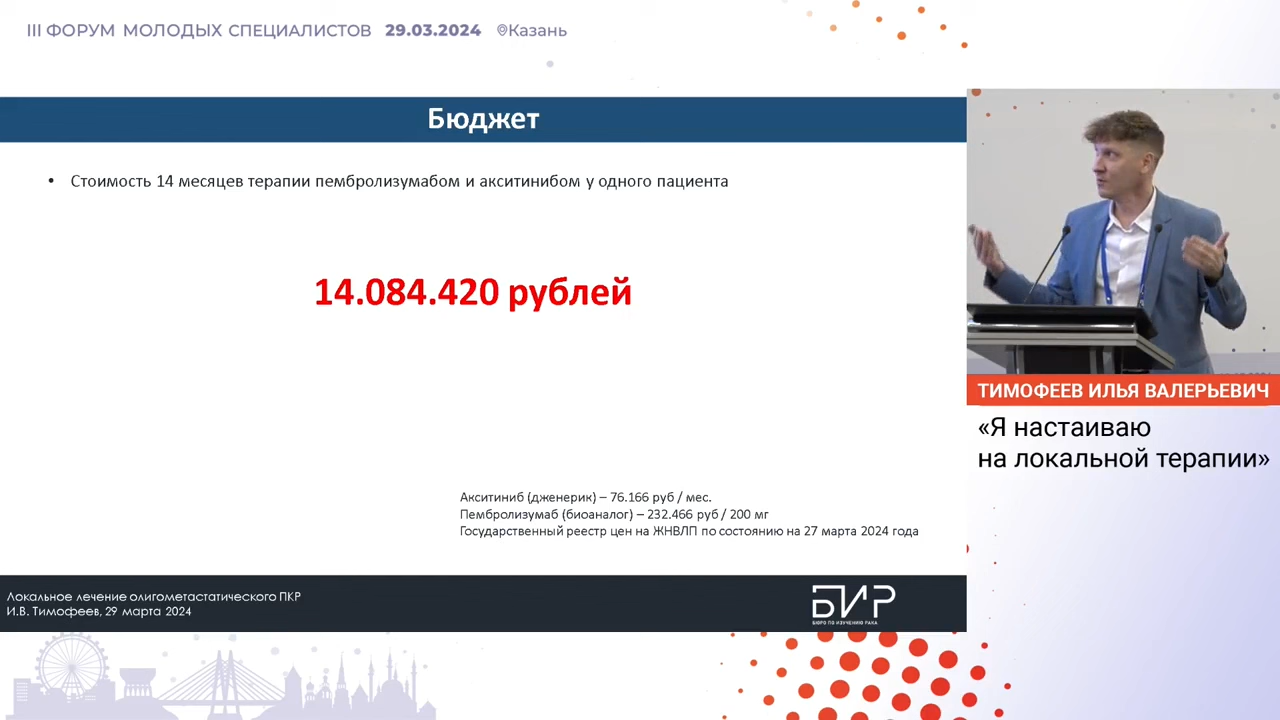 III ФОРУМ МОЛОДЫХ СПЕЦИАЛИСТОВ 29.03.2024 Казань
Бюджет
• Стоимость 14 месяцев терапии пембролизумабом и акситинибом у одного пациента
14.084.420 рублей
Акситиниб (дженерик) – 76.166 руб / мес.
Пембролизумаб (биоаналог) – 232.466 руб / 200 мг
Государственный реестр цен на ЖНВЛП по состоянию на 27 марта 2024 года
Локальное лечение олигометастатического ПКР
И.В. Тимофеев, 29 марта 2024
БИР
БЮРО ПО ИЗУЧЕНИЮ РАКА
ТИМОФЕЕВ ИЛЬЯ ВАЛЕРЬЕВИЧ
«Я настаиваю
на локальной терапии»